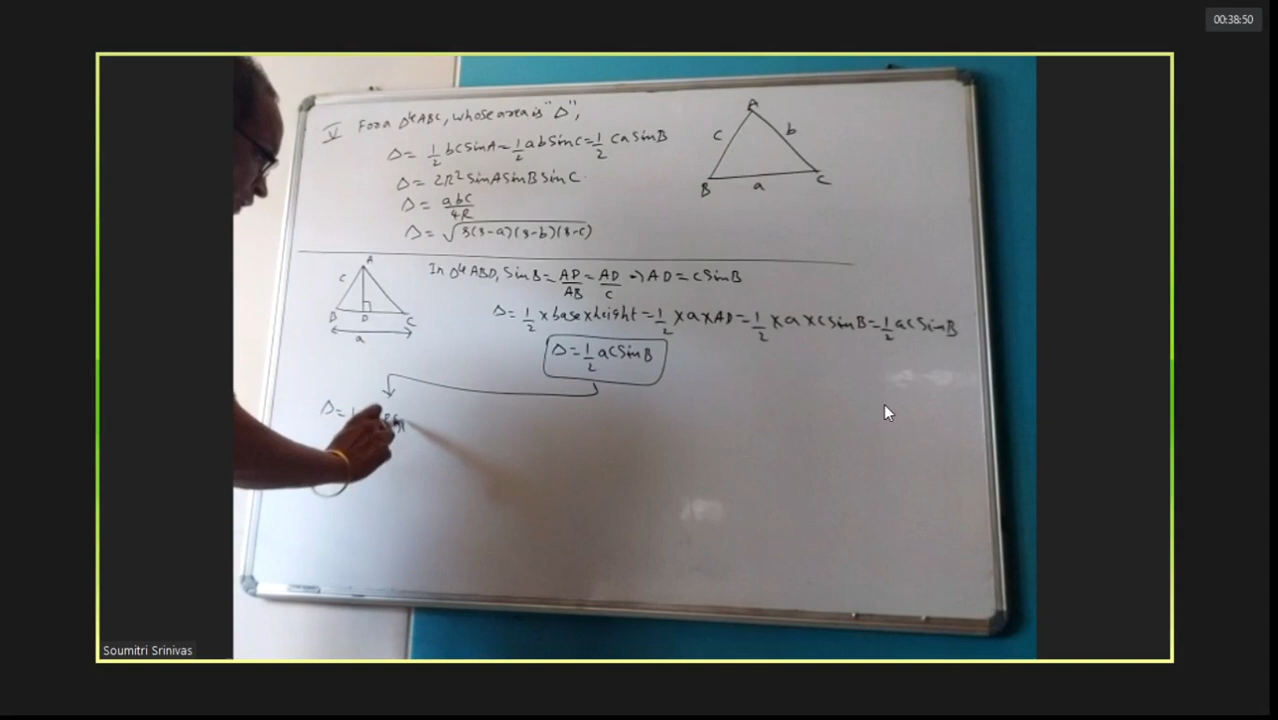 00:38:50
V For a Δle ABC, whose area is "Δ",
Δ = 1/2 bc SinA = 1/2 ab SinC = 1/2 ca SinB
Δ = 2R² SinA SinB SinC
Δ = abc/4R
Δ = √s(s-a)(s-b)(s-c)
A
c b
B a C
A
c
B D C
a
In Δle ABD, SinB = AD/AB = AD/c ⇒ AD = c SinB
Δ = 1/2 × base × height = 1/2 × a × AD = 1/2 × a × c SinB = 1/2 ac SinB
Δ = 1/2 ac SinB
Δ =
Soumitri Srinivas